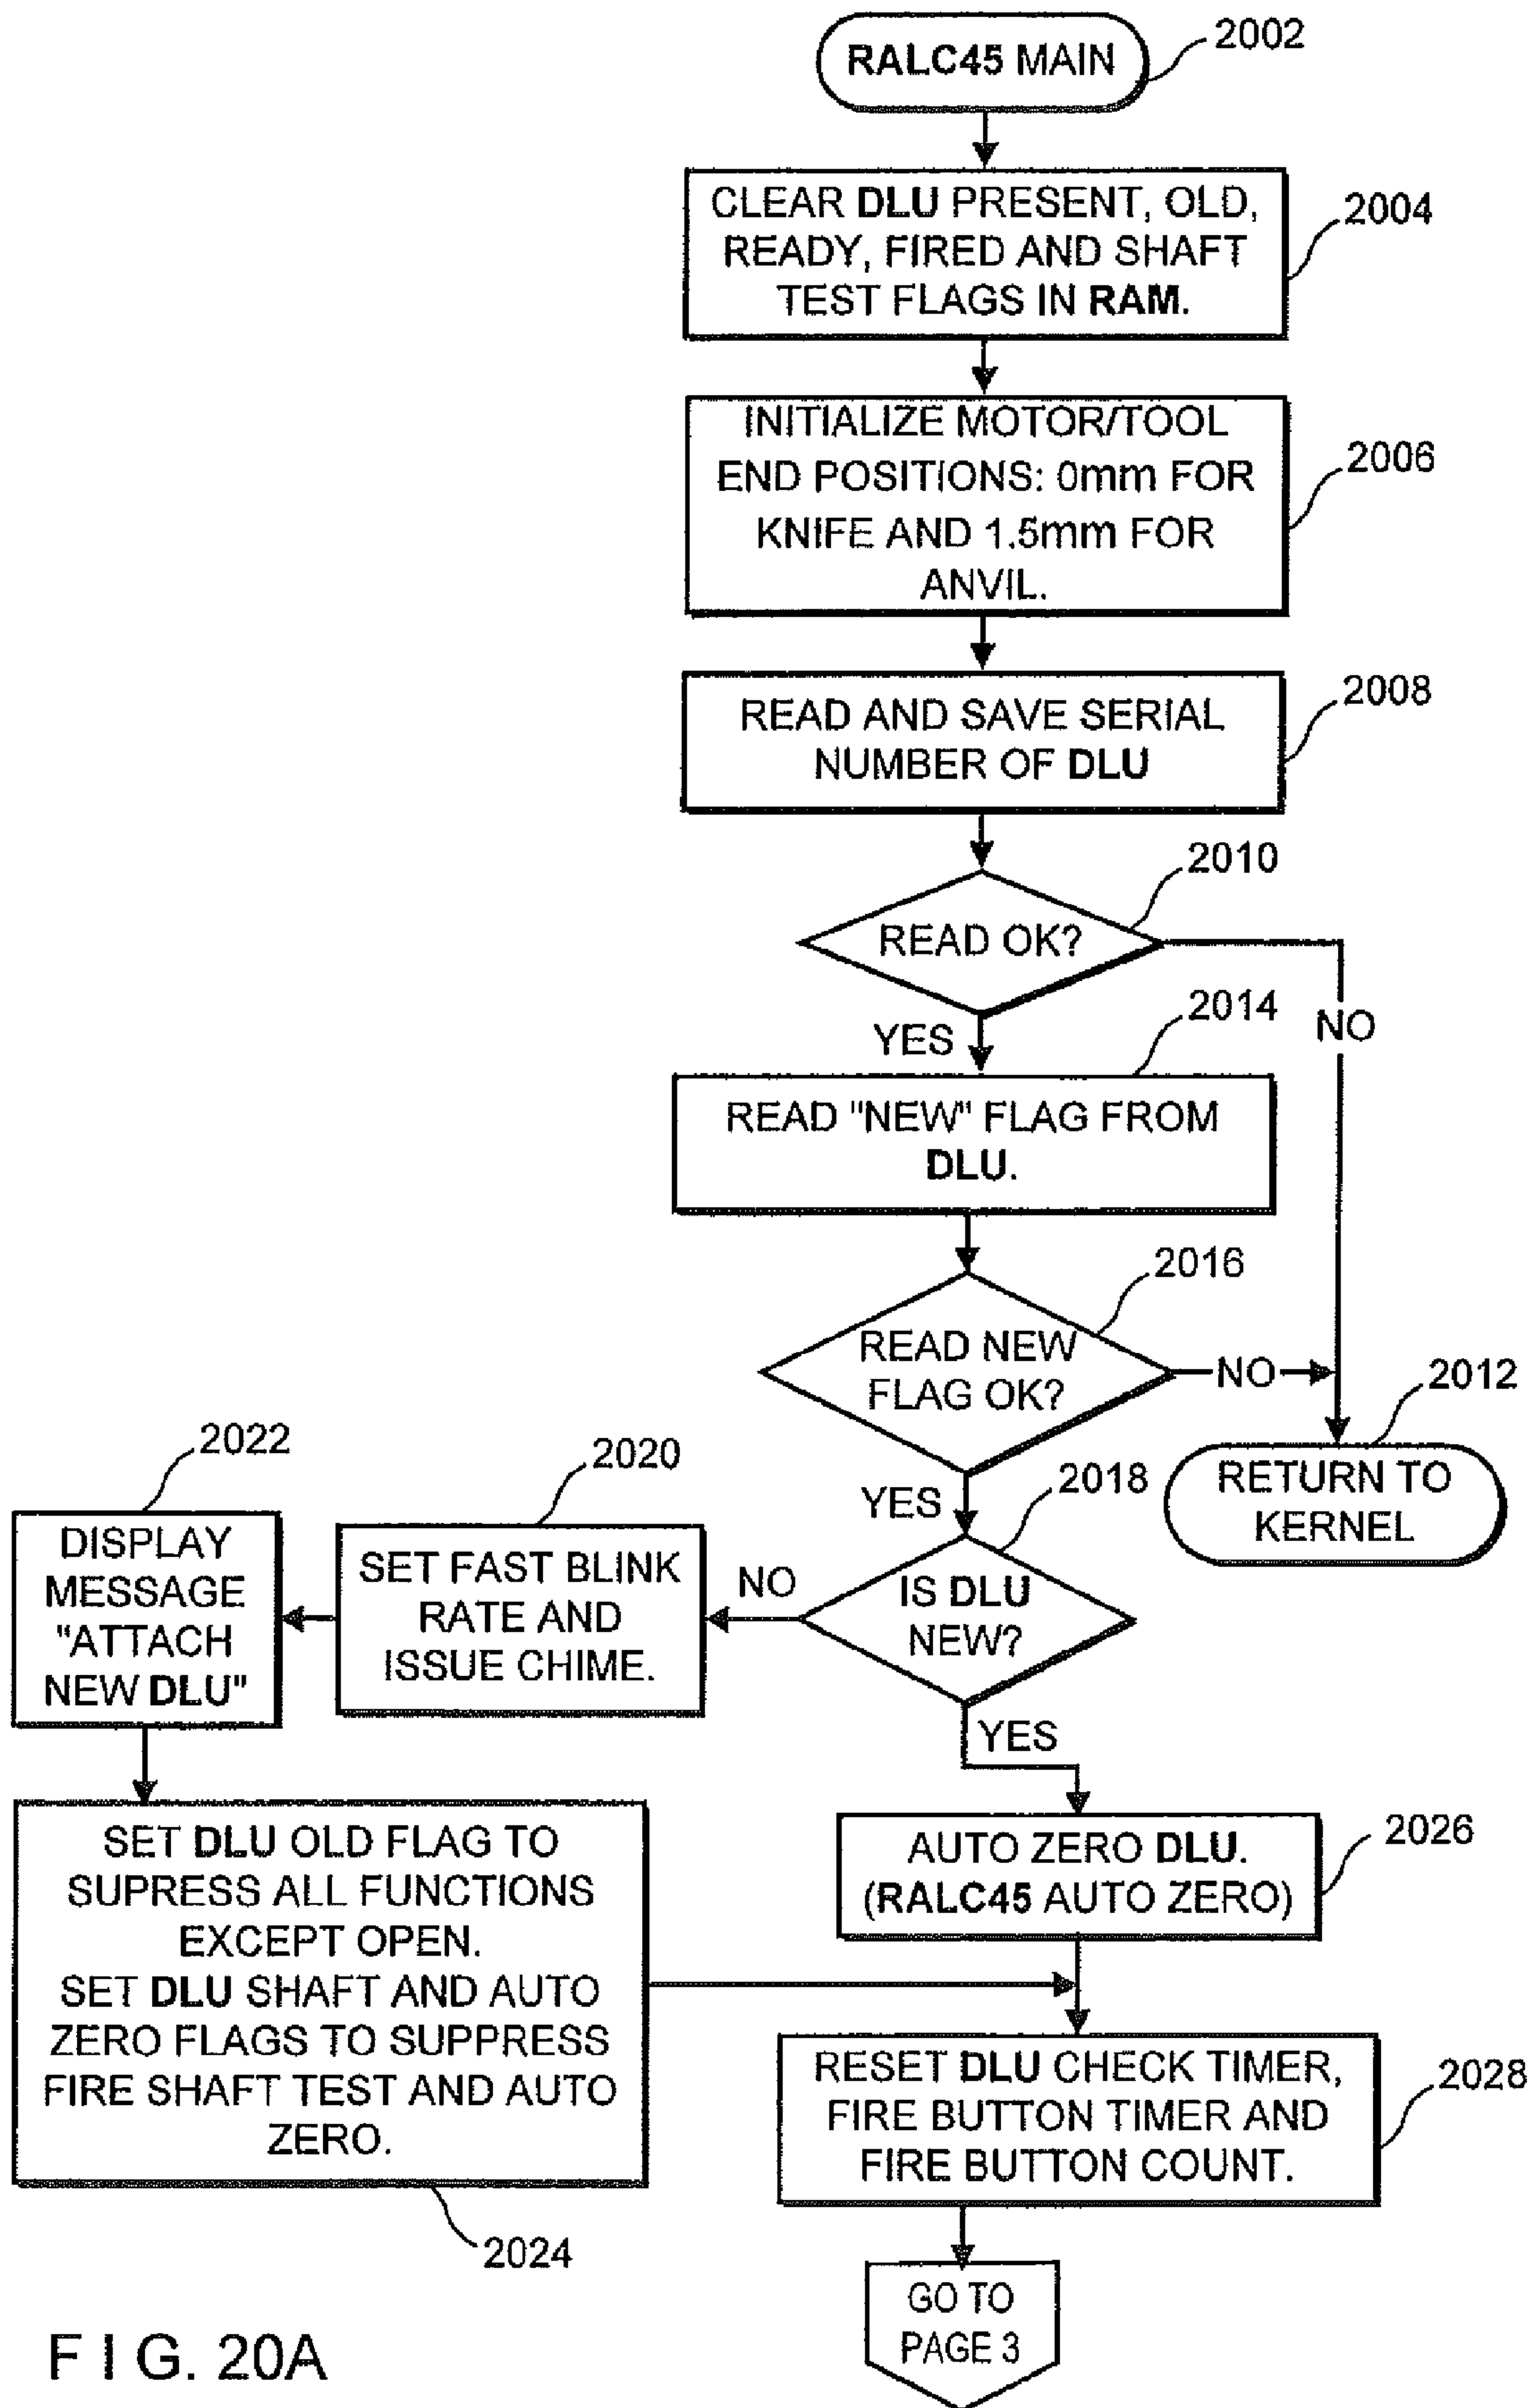 RALC45 MAIN
2002
CLEAR DLU PRESENT, OLD,
READY, FIRED AND SHAFT
TEST FLAGS IN RAM.
2004
INITIALIZE MOTOR/TOOL
END POSITIONS: 0mm FOR
KNIFE AND 1.5mm FOR
ANVIL.
2006
READ AND SAVE SERIAL
NUMBER OF DLU
2008
2010
READ OK?
NO
YES
2014
READ "NEW" FLAG FROM
DLU.
2016
READ NEW
FLAG OK?
NO
2012
RETURN TO
KERNEL
YES
2018
IS DLU
NEW?
NO
2020
SET FAST BLINK
RATE AND
ISSUE CHIME.
2022
DISPLAY
MESSAGE
"ATTACH
NEW DLU"
YES
SET DLU OLD FLAG TO
SUPRESS ALL FUNCTIONS
EXCEPT OPEN.
SET DLU SHAFT AND AUTO
ZERO FLAGS TO SUPPRESS
FIRE SHAFT TEST AND AUTO
ZERO.
2024
AUTO ZERO DLU.
(RALC45 AUTO ZERO)
2026
RESET DLU CHECK TIMER,
FIRE BUTTON TIMER AND
FIRE BUTTON COUNT.
2028
GO TO
PAGE 3
FIG. 20A